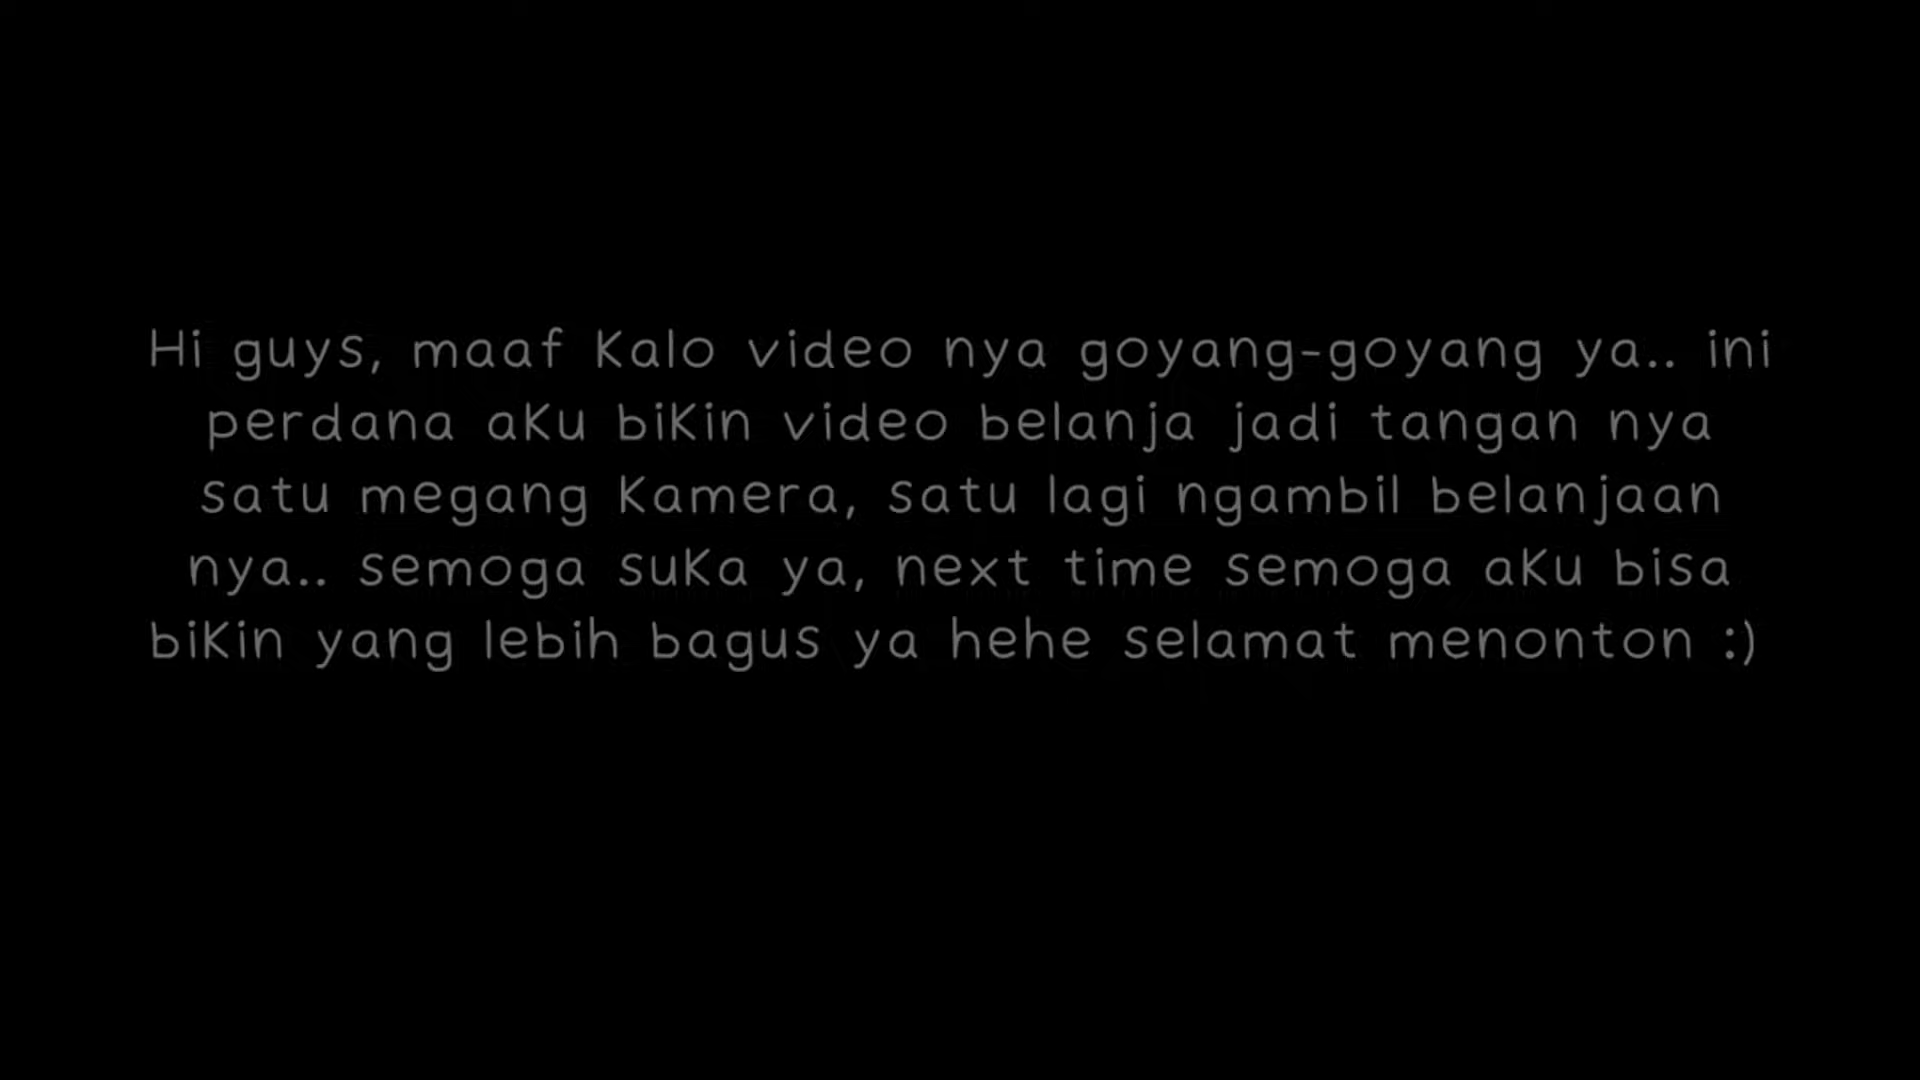 Hi guys, maaf kalo video nya goyang-goyang ya.. ini
perdana aku bikin video belanja jadi tangan nya
satu megang kamera, satu lagi ngambil belanjaan
nya.. semoga suka ya, next time semoga aku bisa
bikin yang lebih bagus ya hehe selamat menonton :)